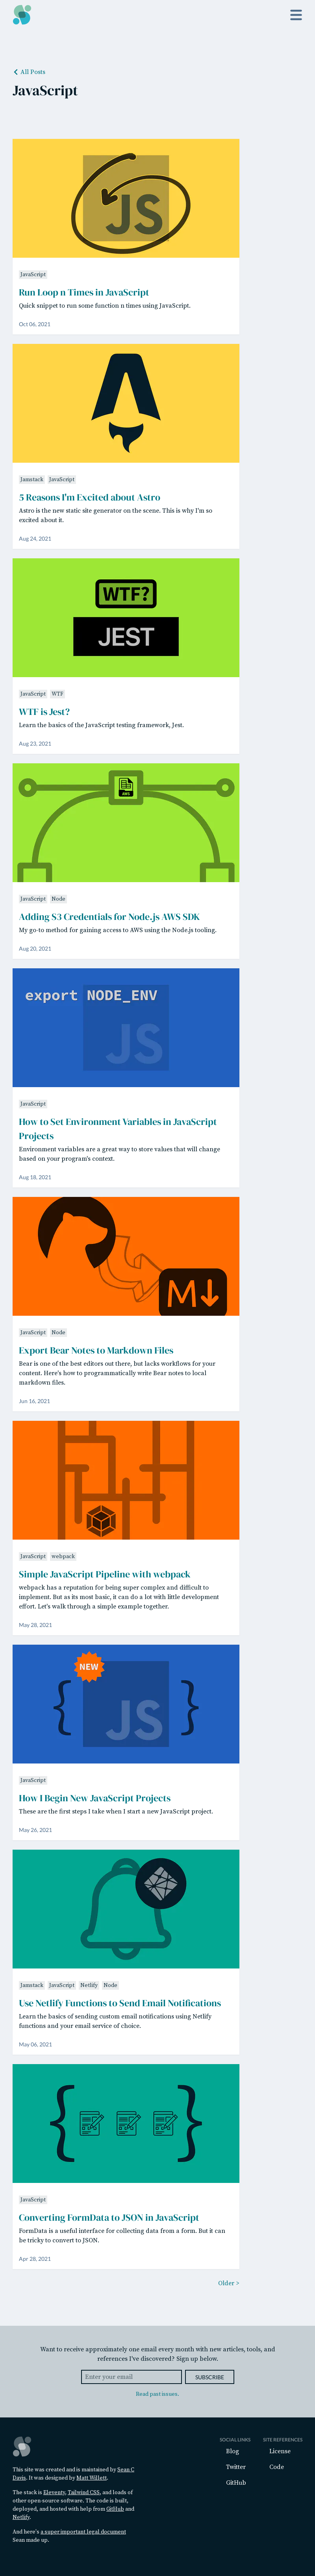 All Posts
JavaScript
JS
JavaScript
Run Loop n Times in JavaScript
Quick snippet to run some function n times using JavaScript.
Oct 06, 2021
Jamstack JavaScript
5 Reasons I'm Excited about Astro
Astro is the new static site generator on the scene. This is why I'm so
excited about it.
Aug 24, 2021
WTF?
JEST
JavaScript WTF
WTF is Jest?
Learn the basics of the JavaScript testing framework, Jest.
Aug 23, 2021
AWS
JavaScript Node
Adding S3 Credentials for Node.js AWS SDK
My go-to method for gaining access to AWS using the Node.js tooling.
Aug 20, 2021
export NODE_ENV
JS
JavaScript
How to Set Environment Variables in JavaScript
Projects
Environment variables are a great way to store values that will change
based on your program's context.
Aug 18, 2021
M
JavaScript Node
Export Bear Notes to Markdown Files
Bear is one of the best editors out there, but lacks workflows for your
content. Here's how to programmatically write Bear notes to local
markdown files.
Jun 16, 2021
JavaScript webpack
Simple JavaScript Pipeline with webpack
webpack has a reputation for being super complex and difficult to
implement. But as its most basic, it can do a lot with little development
effort. Let's walk through a simple example together.
May 28, 2021
NEW
{ JS }
JavaScript
How I Begin New JavaScript Projects
These are the first steps I take when I start a new JavaScript project.
May 26, 2021
Jamstack JavaScript Netlify Node
Use Netlify Functions to Send Email Notifications
Learn the basics of sending custom email notifications using Netlify
functions and your email service of choice.
May 06, 2021
{ }
JavaScript
Converting FormData to JSON in JavaScript
FormData is a useful interface for collecting data from a form. But it can
be tricky to convert to JSON.
Apr 28, 2021
Older >
Want to receive approximately one email every month with new articles, tools, and
references I've discovered? Sign up below.
Enter your email SUBSCRIBE
Read past issues.
This site was created and is maintained by Sean C
Davis. It was designed by Matt Willett.
The stack is Eleventy, Tailwind CSS, and loads of
other open-source software. The code is built,
deployed, and hosted with help from GitHub and
Netlify.
And here's a super important legal document
Sean made up.
SOCIAL LINKS
Blog
Twitter
GitHub
SITE REFERENCES
License
Code